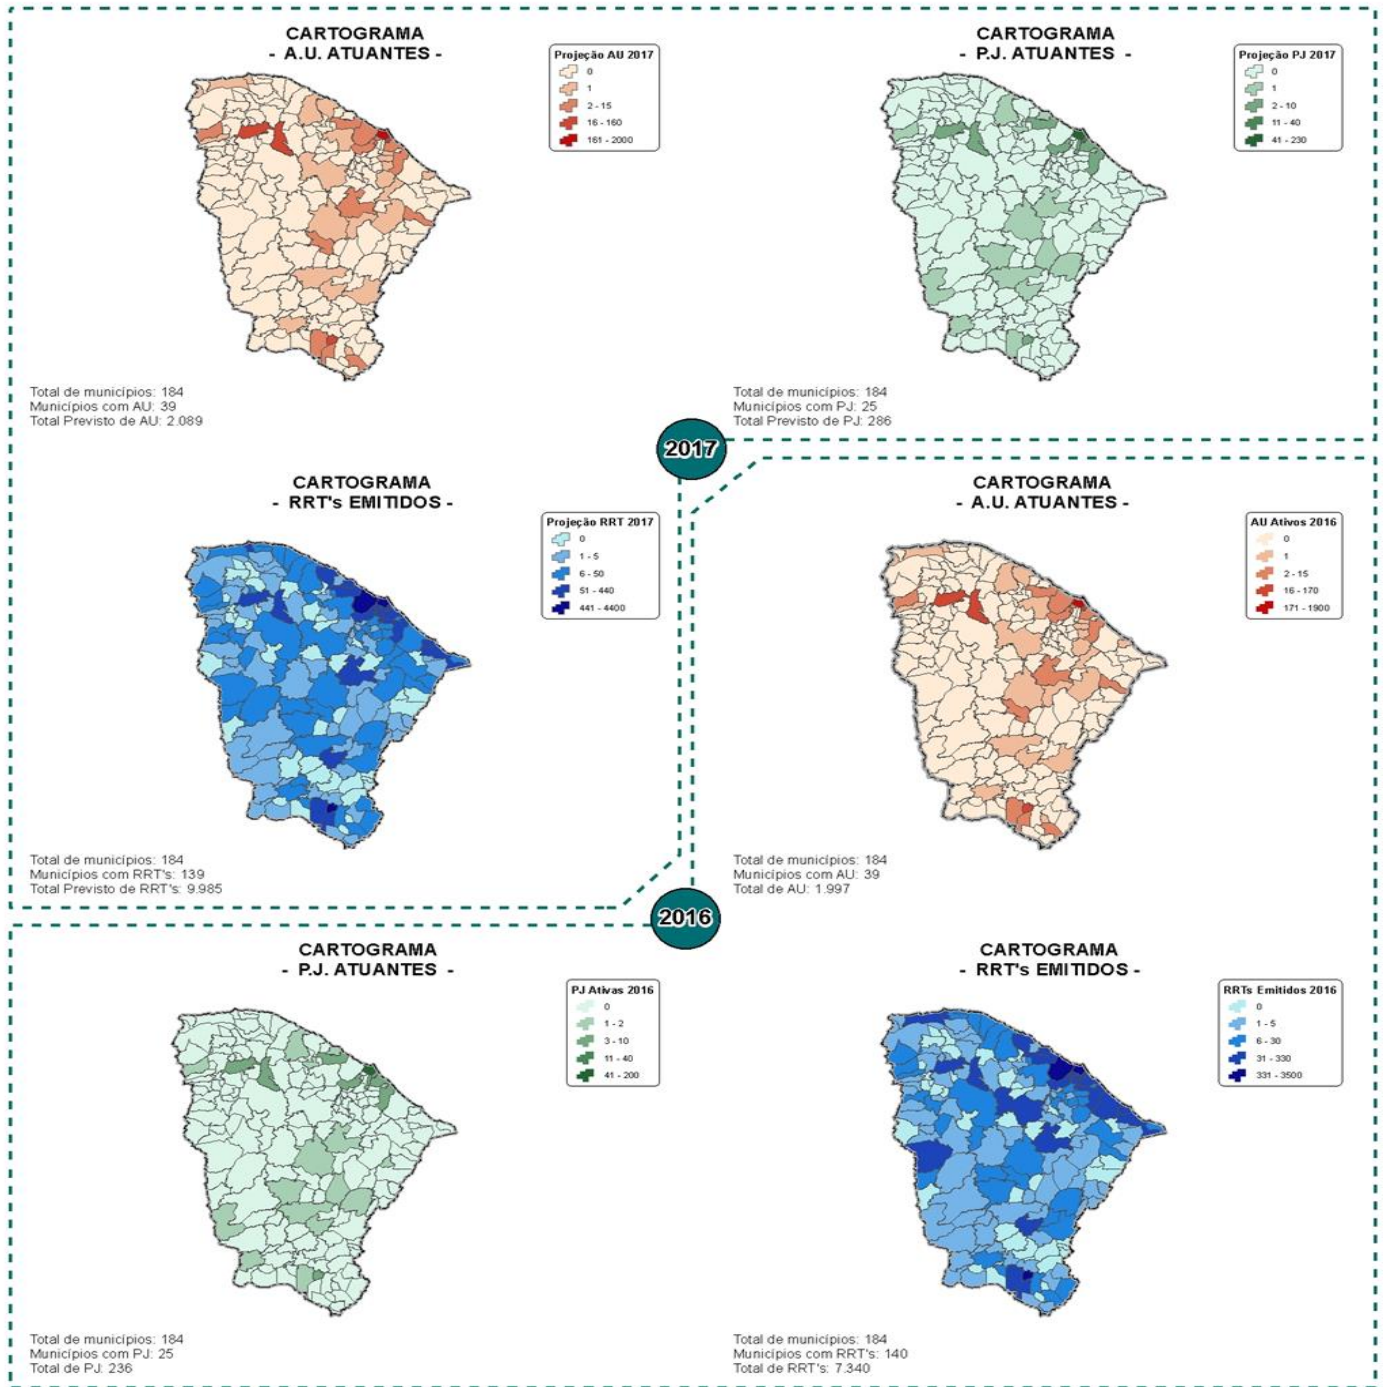 CARTOGRAMA
- A.U. ATUANTES -
Projeção AU 2017
0
1
2 - 15
16 - 160
161 - 2000
Total de municípios: 184
Municípios com AU: 39
Total Previsto de AU: 2.089
CARTOGRAMA
- P.J. ATUANTES -
Projeção PJ 2017
0
1
2 - 10
11 - 40
41 - 230
Total de municípios: 184
Municípios com PJ: 25
Total Previsto de PJ: 286
2017
CARTOGRAMA
- RRT's EMITIDOS -
Projeção RRT 2017
0
1 - 5
6 - 50
51 - 440
441 - 4400
Total de municípios: 184
Municípios com RRT's: 139
Total Previsto de RRT's: 9.985
CARTOGRAMA
- A.U. ATUANTES -
AU Ativos 2016
0
1
2 - 15
16 - 170
171 - 1900
Total de municípios: 184
Municípios com AU: 39
Total de AU: 1.997
2016
CARTOGRAMA
- P.J. ATUANTES -
PJ Ativas 2016
0
1 - 2
3 - 10
11 - 40
41 - 200
Total de municípios: 184
Municípios com PJ: 25
Total de PJ: 236
CARTOGRAMA
- RRT's EMITIDOS -
RRTs Emitidos 2016
0
1 - 5
6 - 30
31 - 330
331 - 3500
Total de municípios: 184
Municípios com RRT's: 140
Total de RRT's: 7.340